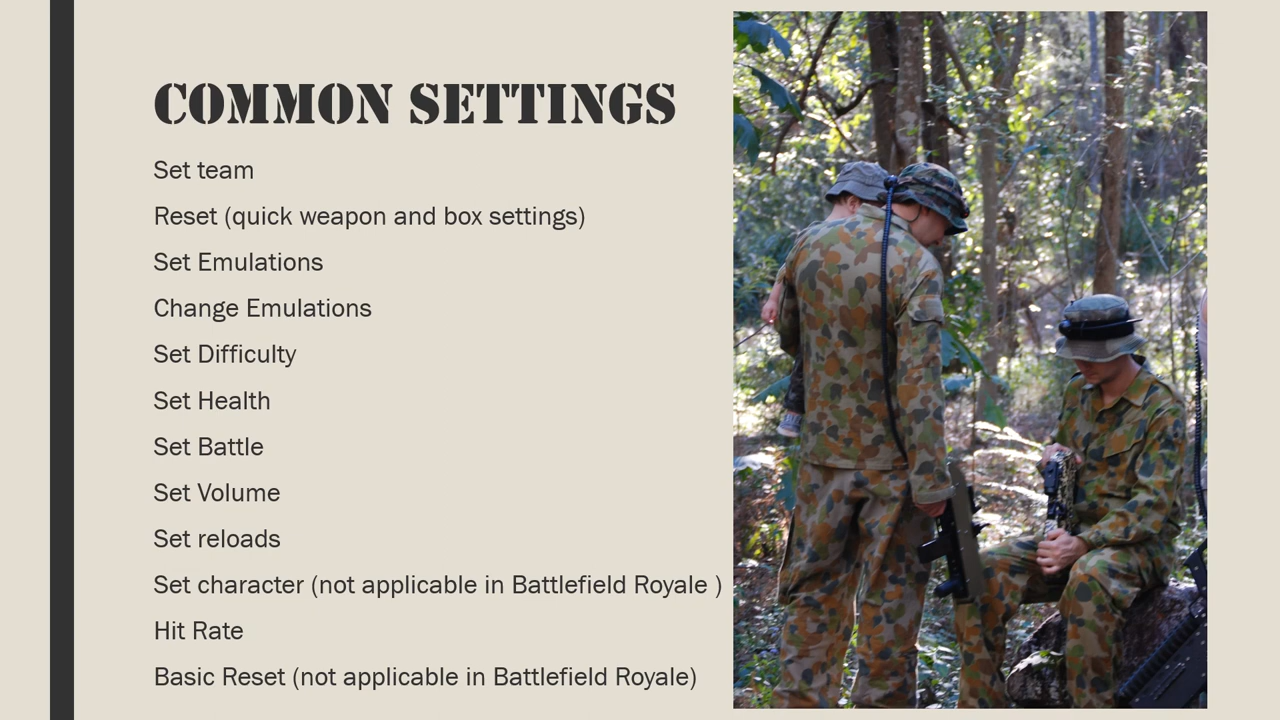 COMMON SETTINGS
Set team
Reset (quick weapon and box settings)
Set Emulations
Change Emulations
Set Difficulty
Set Health
Set Battle
Set Volume
Set reloads
Set character (not applicable in Battlefield Royale )
Hit Rate
Basic Reset (not applicable in Battlefield Royale)